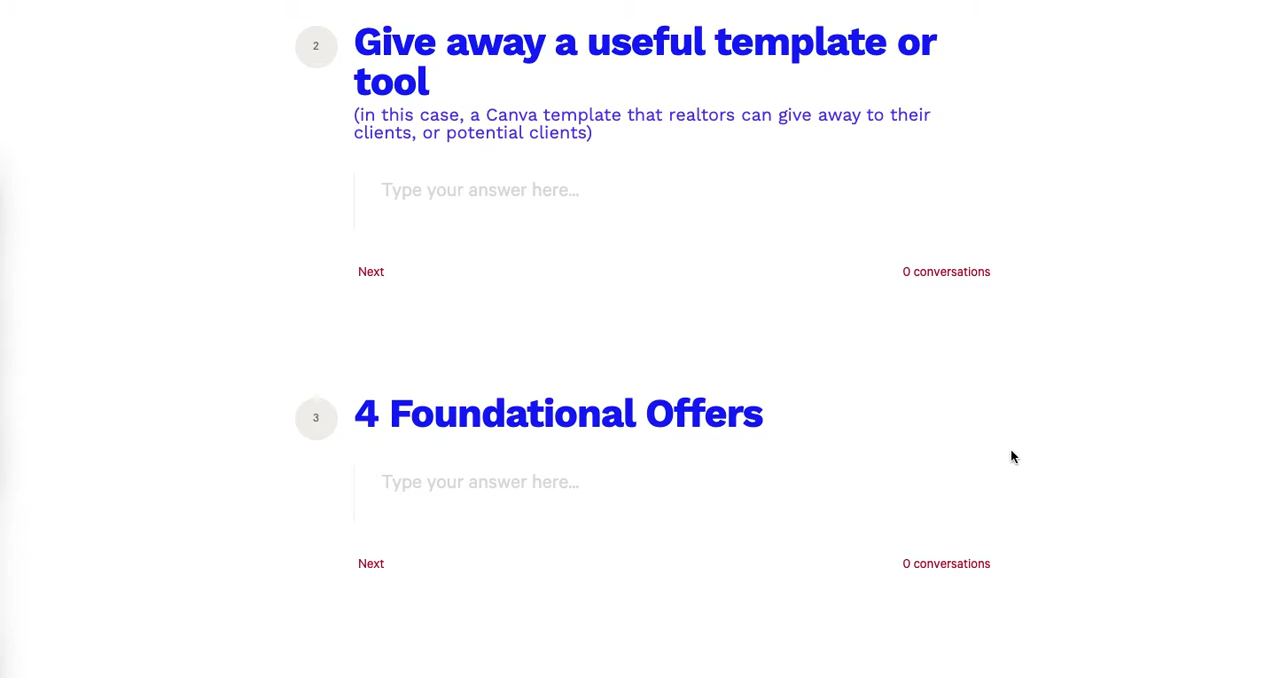 2
Give away a useful template or
tool
(in this case, a Canva template that realtors can give away to their
clients, or potential clients)
Type your answer here...
Next
0 conversations
3
4 Foundational Offers
Type your answer here...
Next
0 conversations